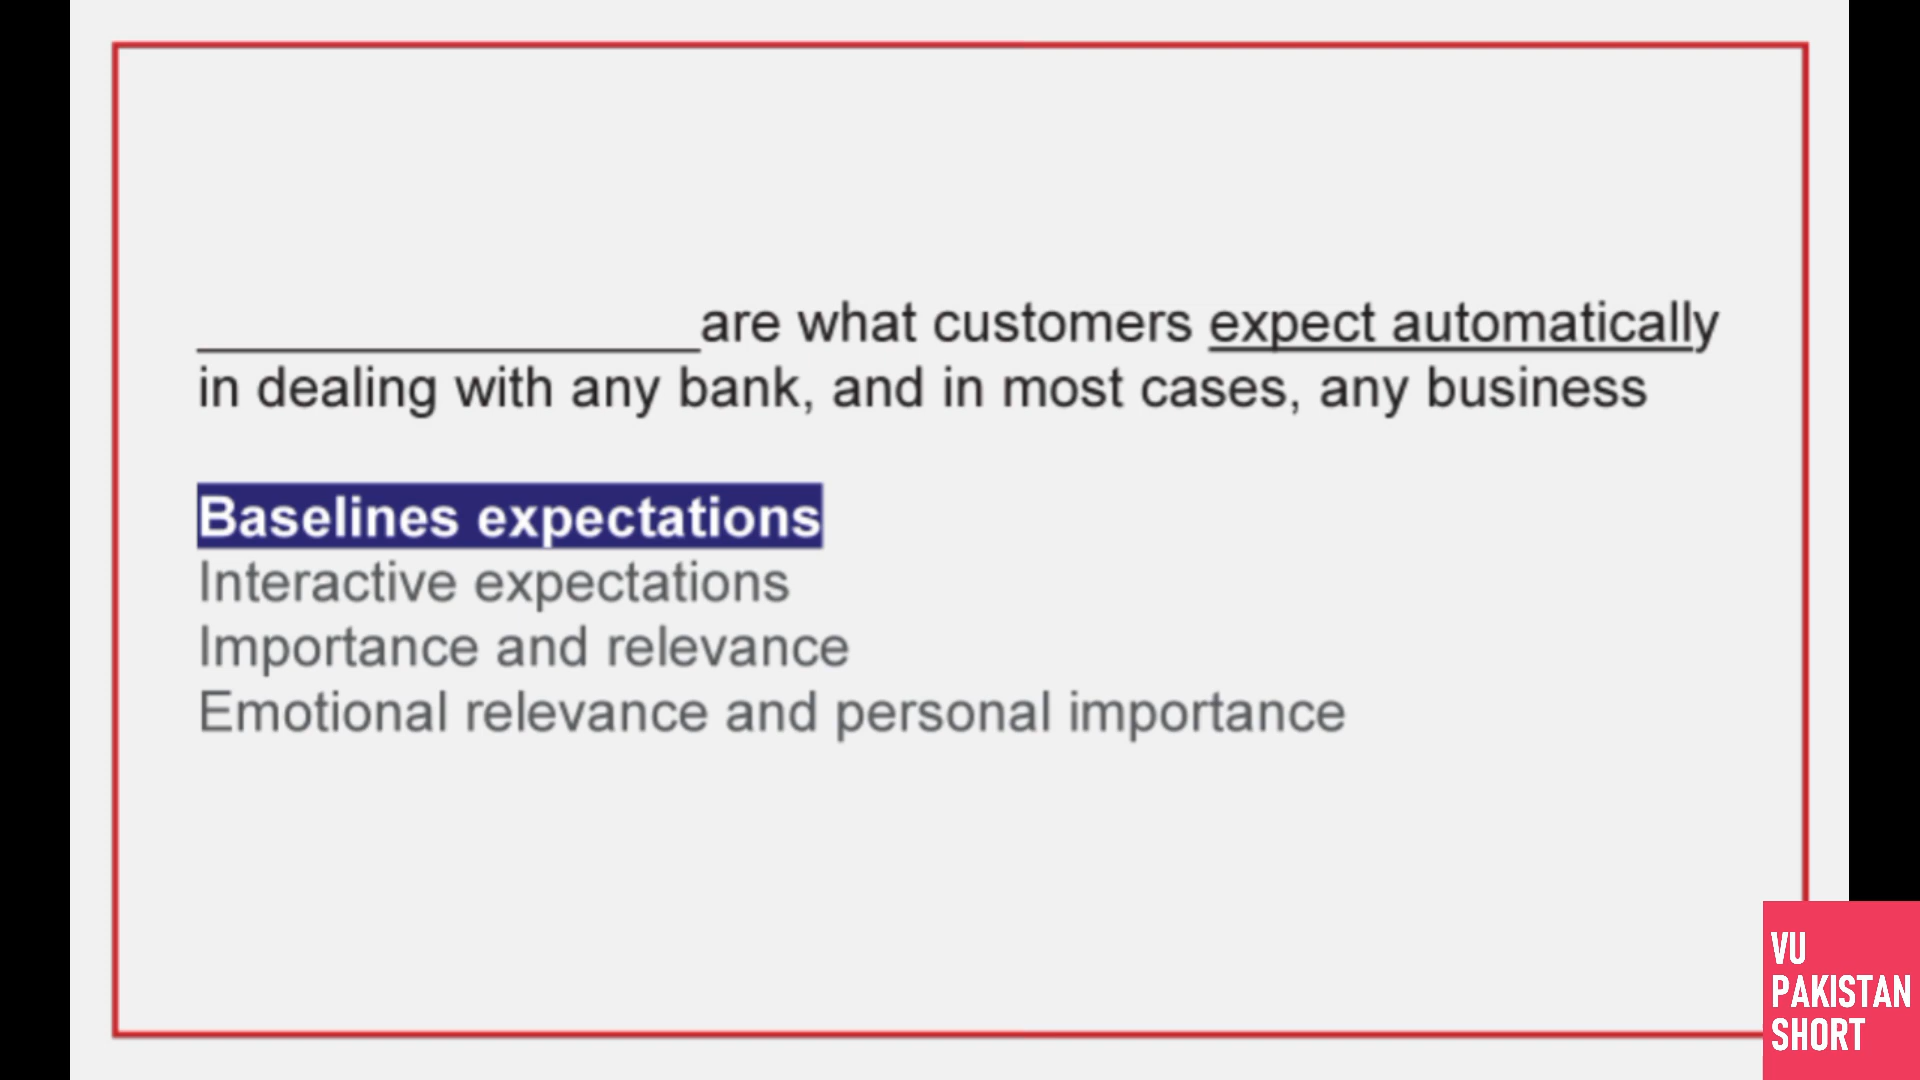 __________________are what customers expect automatically
in dealing with any bank, and in most cases, any business
Baselines expectations
Interactive expectations
Importance and relevance
Emotional relevance and personal importance
VU
PAKISTAN
SHORT